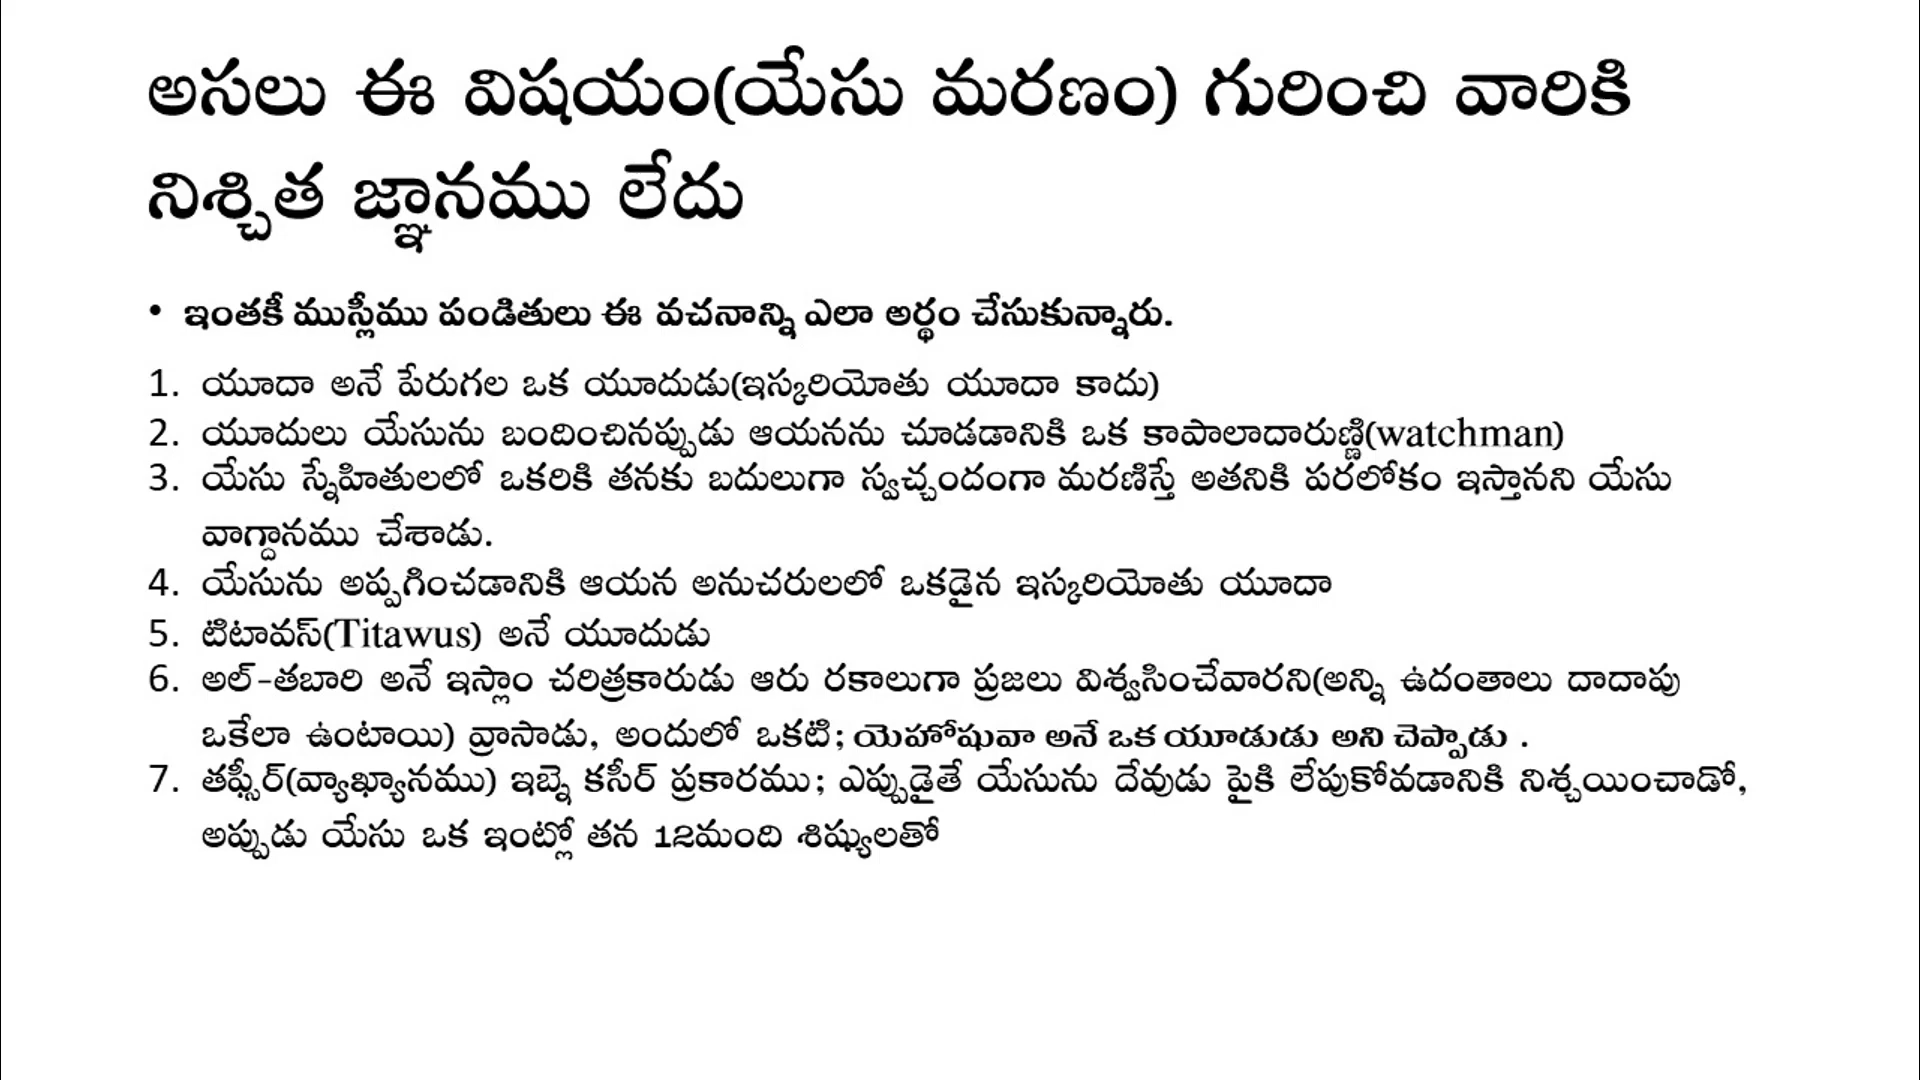 అసలు ఈ విషయం(యేసు మరణం) గురించి వారికి
నిశ్చిత జ్ఞానము లేదు
• ఇంతకీ ముస్లీము పండితులు ఈ వచనాన్ని ఎలా అర్థం చేసుకున్నారు.
1. యూదా అనే పేరుగల ఒక యూదుడు(ఇస్కరియోతు యూదా కాదు)
2. యూదులు యేసును బందించినప్పుడు ఆయనను చూడడానికి ఒక కాపాలాదారుణ్ణి(watchman)
3. యేసు స్నేహితులలో ఒకరికి తనకు బదులుగా స్వచ్చందంగా మరణిస్తే అతనికి పరలోకం ఇస్తానని యేసు
వాగ్దానము చేశాడు.
4. యేసును అప్పగించడానికి ఆయన అనుచరులలో ఒకడైన ఇస్కరియోతు యూదా
5. టిటావస్(Titawus) అనే యూదుడు
6. అల్-తబారి అనే ఇస్లాం చరిత్రకారుడు ఆరు రకాలుగా ప్రజలు విశ్వసించేవారని(అన్ని ఉదంతాలు దాదాపు
ఒకేలా ఉంటాయి) వ్రాసాడు, అందులో ఒకటి; యెహోషువా అనే ఒక యూడుడు అని చెప్పాడు .
7. తఫ్సీర్(వ్యాఖ్యానము) ఇబ్నె కసీర్ ప్రకారము; ఎప్పుడైతే యేసును దేవుడు పైకి లేపుకోవడానికి నిశ్చయించాడో,
అప్పుడు యేసు ఒక ఇంట్లో తన 12మంది శిష్యులతో